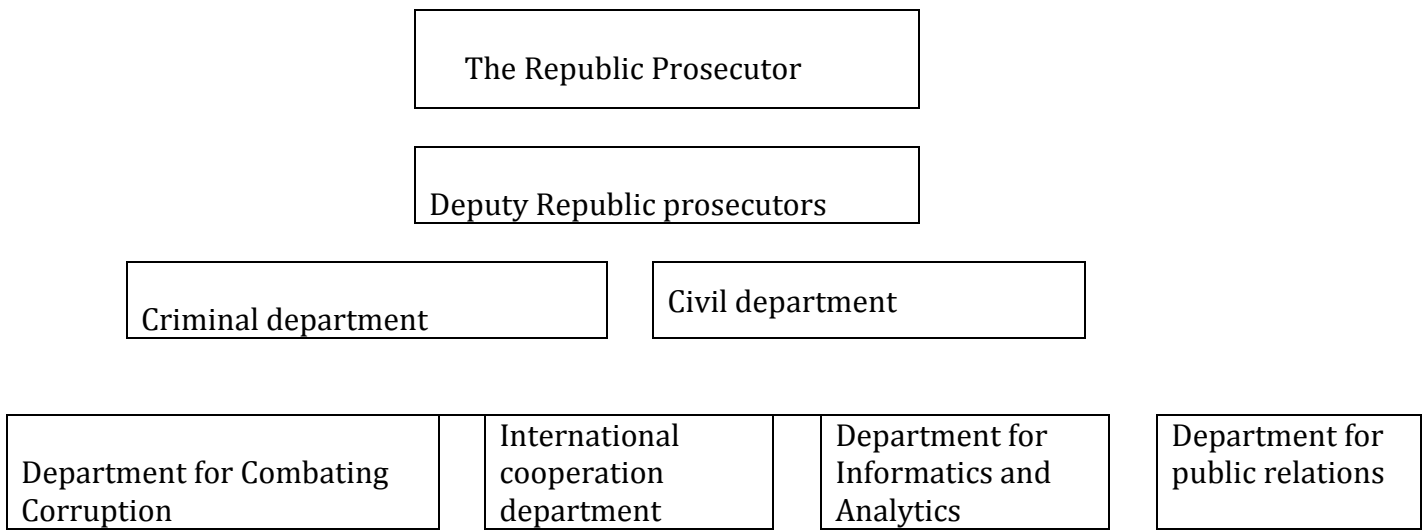 The Republic Prosecutor
Deputy Republic prosecutors
Criminal department
Civil department
Department for Combating
Corruption
International
cooperation
department
Department for
Informatics and
Analytics
Department for
public relations